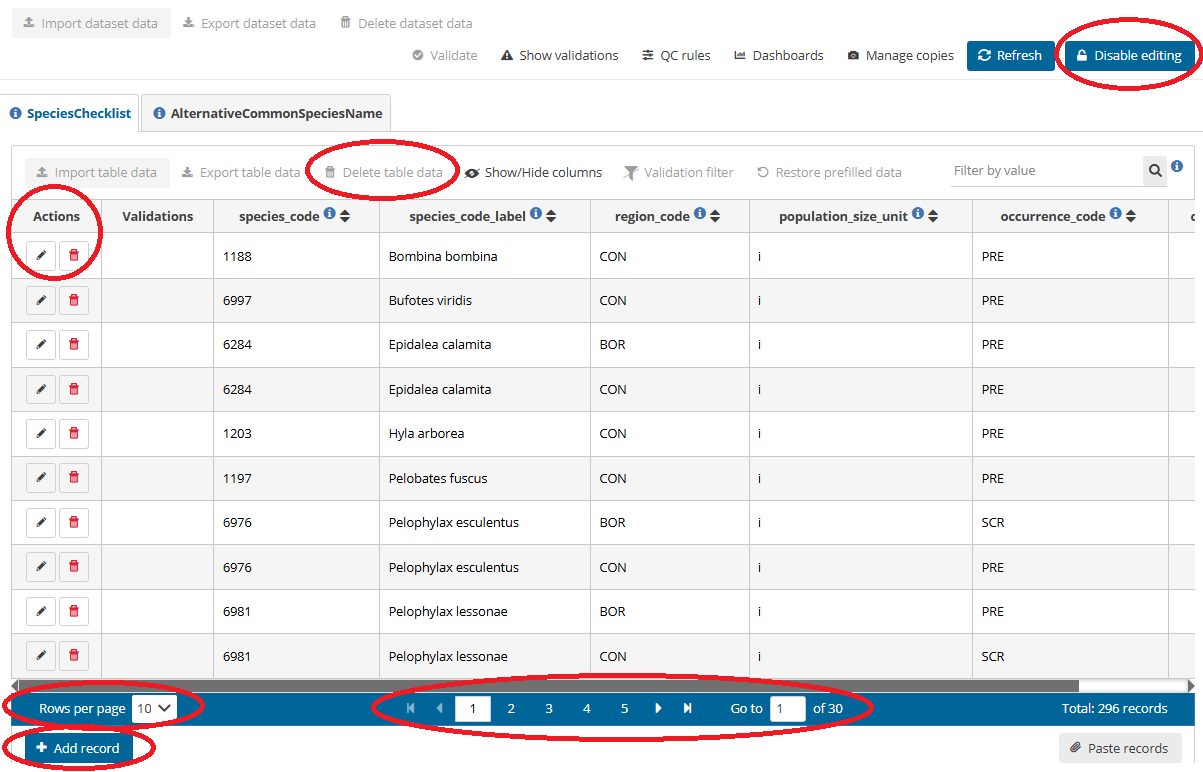 Import dataset data Export dataset data Delete dataset data
Validate Show validations QC rules Dashboards Manage copies Refresh Disable editing
SpeciesChecklist AlternativeCommonSpeciesName
Import table data Export table data Delete table data Show/Hide columns Validation filter Restore prefilled data Filter by value
Actions Validations species_code species_code_label region_code population_size_unit occurrence_code
1188 Bombina bombina CON i PRE
6997 Bufotes viridis CON i PRE
6284 Epidalea calamita BOR i PRE
6284 Epidalea calamita CON i PRE
1203 Hyla arborea CON i PRE
1197 Pelobates fuscus CON i PRE
6976 Pelophylax esculentus BOR i SCR
6976 Pelophylax esculentus CON i PRE
6981 Pelophylax lessonae BOR i PRE
6981 Pelophylax lessonae CON i SCR
Rows per page 10 1 2 3 4 5 Go to 1 of 30 Total: 296 records
Add record Paste records